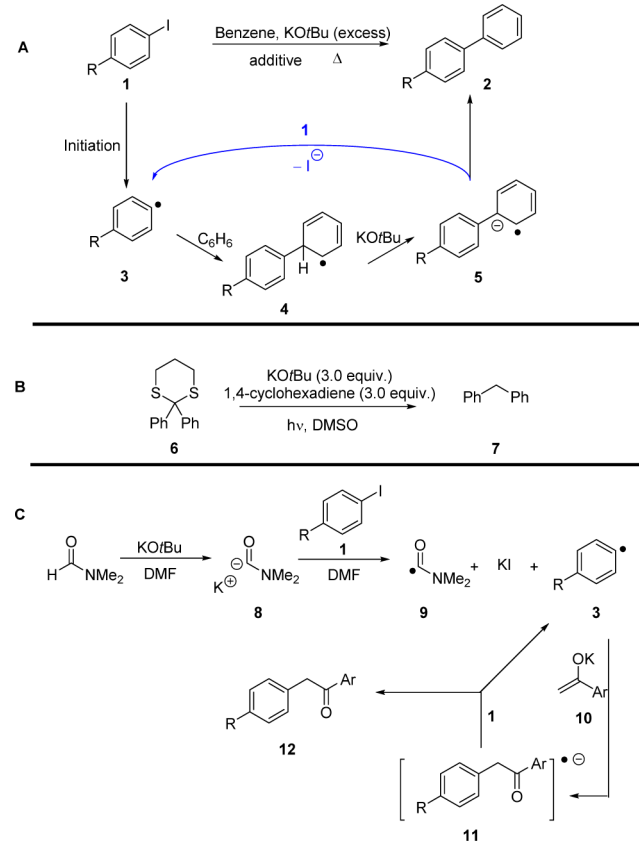 A
I
R
1
Benzene, KOtBu (excess)
additive Δ
R
2
Initiation
1
– I⊖
R
3
C6H6
H
R
4
KOtBu
⊖
R
5
B
S S
Ph Ph
6
KOtBu (3.0 equiv.)
1,4-cyclohexadiene (3.0 equiv.)
hν, DMSO
Ph Ph
7
C
O
H NMe2
KOtBu
DMF
O
⊖ NMe2
K⊕
8
I
R
1
DMF
O
NMe2
9
+ KI +
R
3
OK
Ar
10
Ar
O
R
12
1
Ar
O
R
• ⊖
11